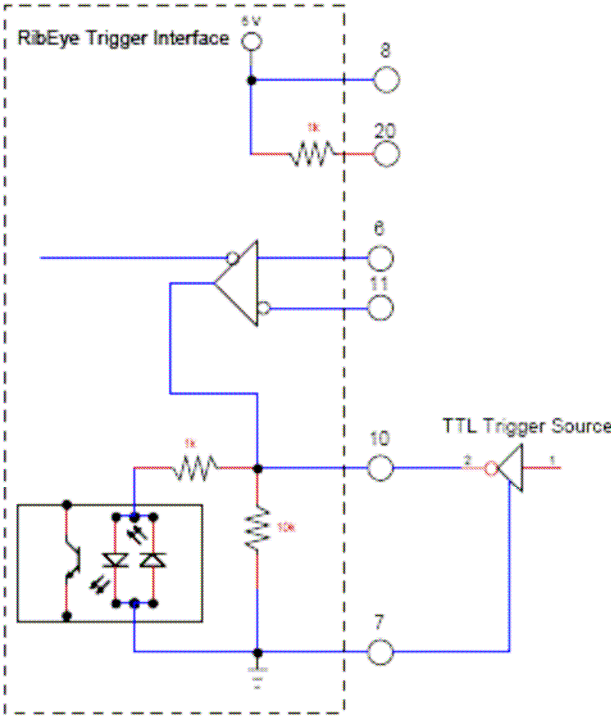 5 V
RibEye Trigger Interface
8
1k
20
6
11
10
TTL Trigger Source
1k
2
1
10k
7